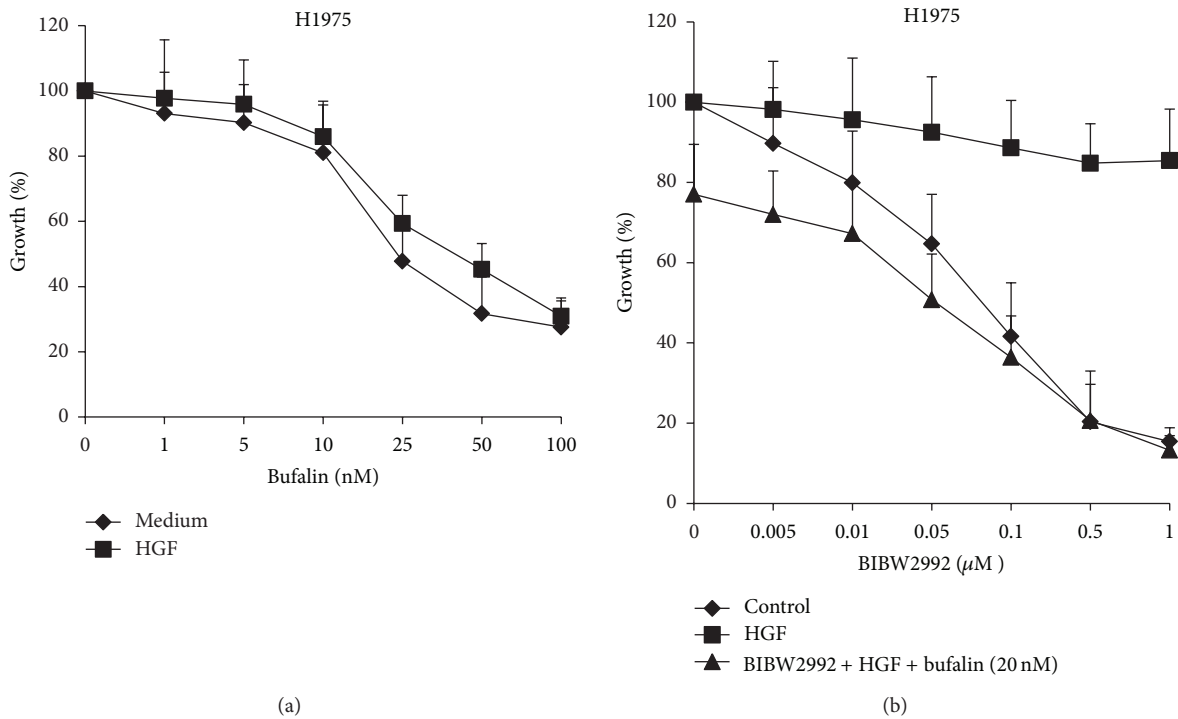 H1975
120
100
80
60
40
20
0
Growth (%)
0 1 5 10 25 50 100
Bufalin (nM)
Medium
HGF
(a)
H1975
120
100
80
60
40
20
0
Growth (%)
0 0.005 0.01 0.05 0.1 0.5 1
BIBW2992 (μM )
Control
HGF
BIBW2992 + HGF + bufalin (20 nM)
(b)